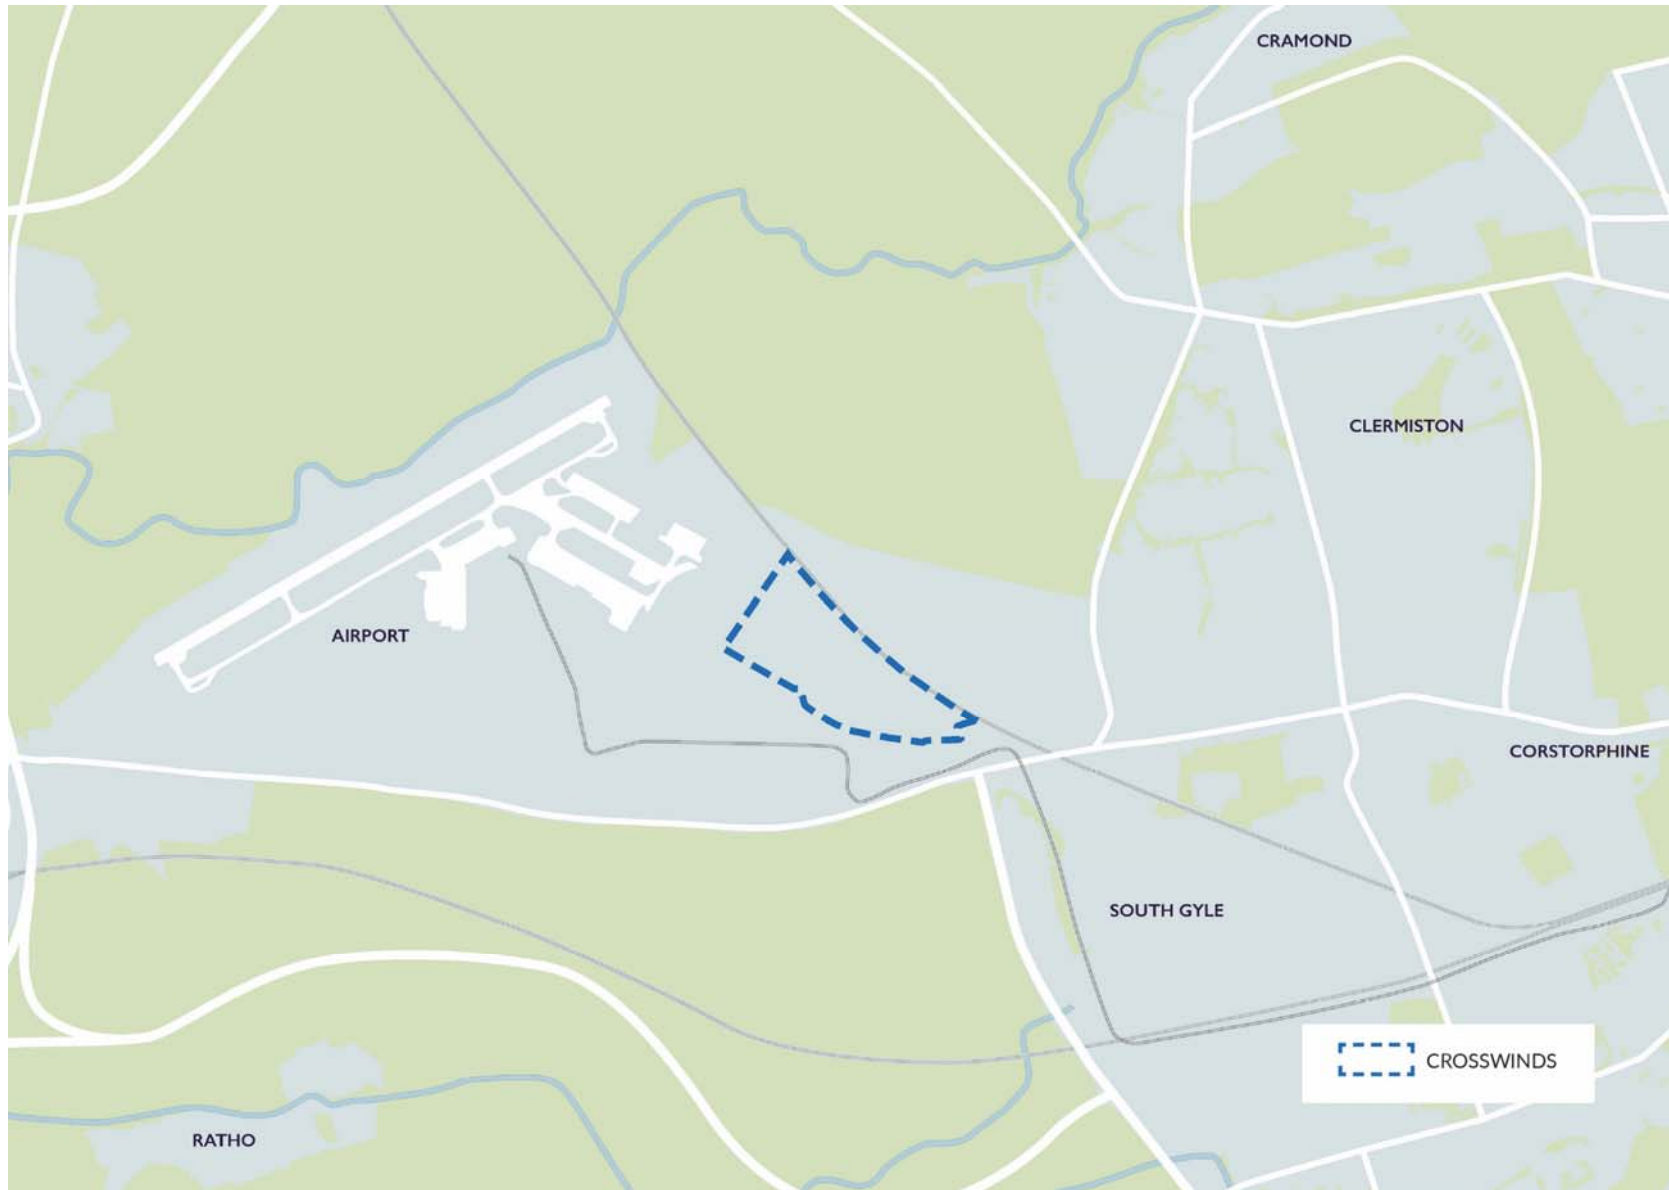 CRAMOND
CLERMISTON
AIRPORT
CORSTORPHINE
SOUTH GYLE
CROSSWINDS
RATHO